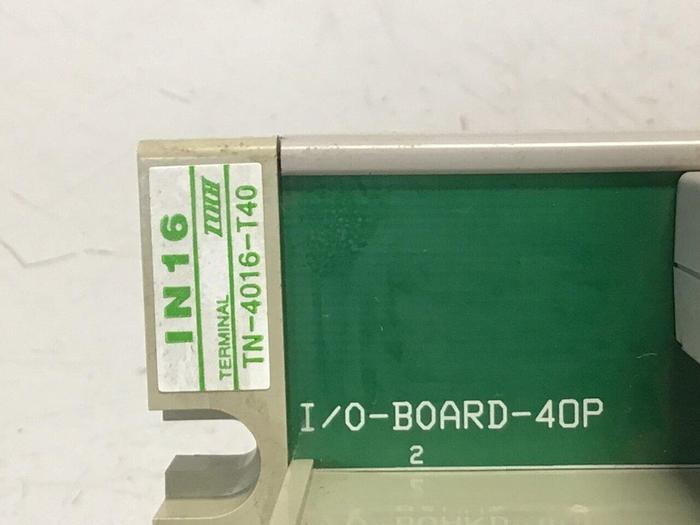 IN16
TERMINAL
TN-4016-T40
I/O-BOARD-40P
2